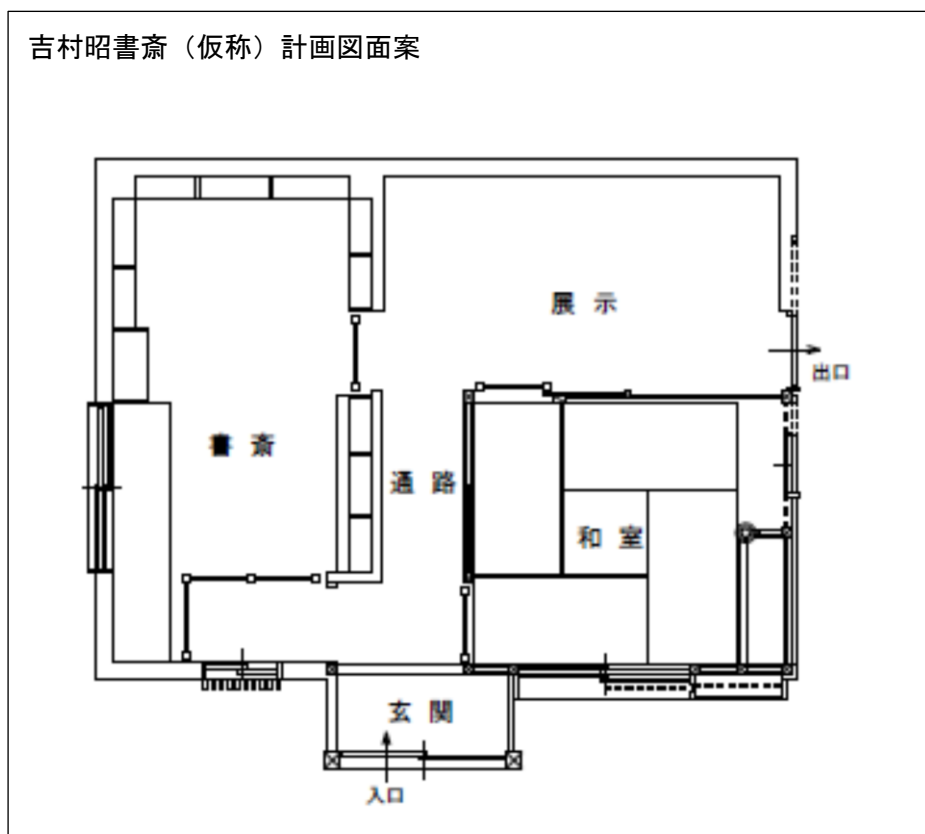 吉村昭書斎（仮称）計画図面案
展 示
出口
書 斎
通 路
和 室
玄 関
入口